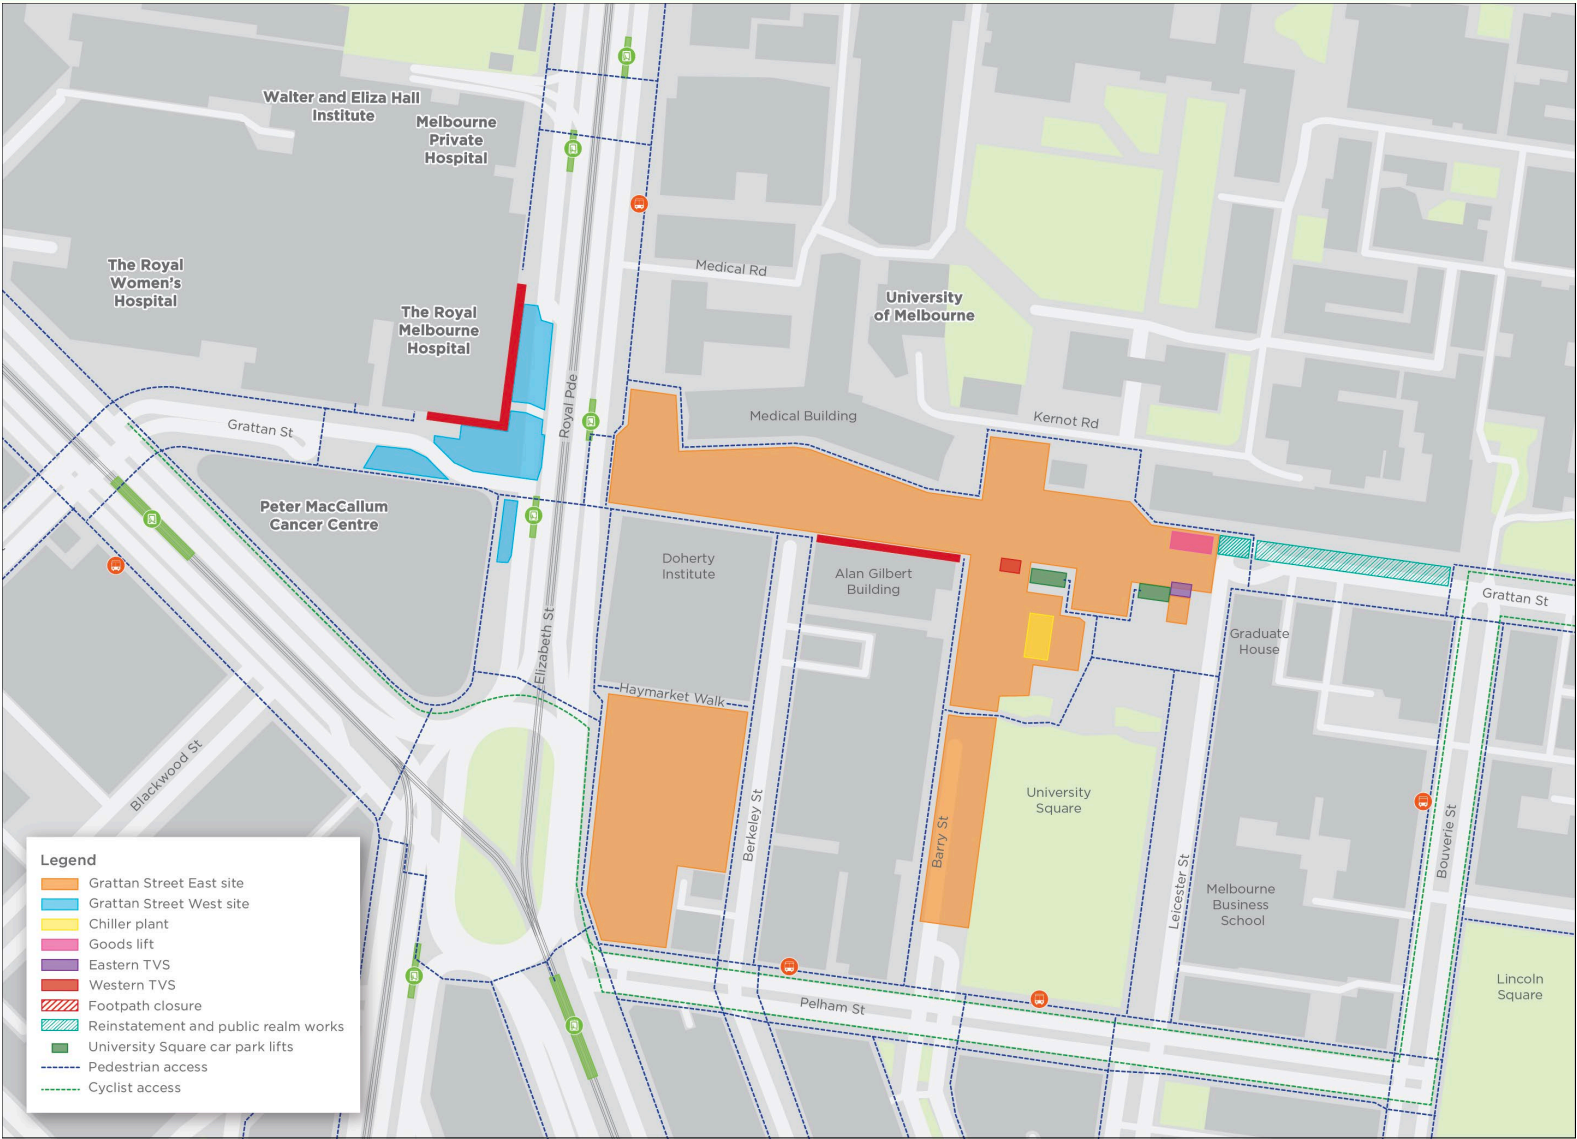 Walter and Eliza Hall
Institute
Melbourne
Private
Hospital
The Royal
Women's
Hospital
The Royal
Melbourne
Hospital
Medical Rd
University
of Melbourne
Royal Pde
Grattan St
Medical Building
Kernot Rd
Peter MacCallum
Cancer Centre
Doherty
Institute
Alan Gilbert
Building
Grattan St
Graduate
House
Elizabeth St
Haymarket Walk
Blackwood St
Berkeley St
Barry St
University
Square
Leicester St
Bouverie St
Melbourne
Business
School
Lincoln
Square
Pelham St
Legend
Grattan Street East site
Grattan Street West site
Chiller plant
Goods lift
Eastern TVS
Western TVS
Footpath closure
Reinstatement and public realm works
University Square car park lifts
Pedestrian access
Cyclist access